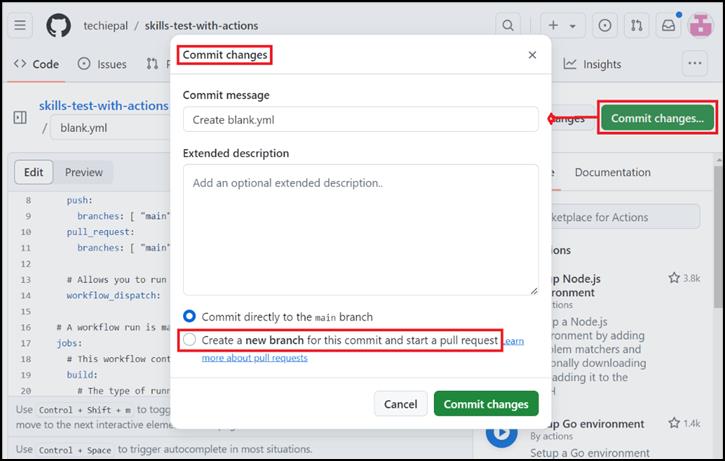 techiepal / skills-test-with-actions
Code
Issues
Insights
skills-test-with-actions
/ blank.yml
Commit changes...
Edit
Preview
Documentation
8 push:
9 branches: [ "main"
10 pull_request:
11 branches: [ "main"
12
13 # Allows you to run
14 workflow_dispatch:
15
16 # A workflow run is ma
17 jobs:
18 # This workflow cont
19 build:
20 # The type of runn
Use Control + Shift + m to togg
move to the next interactive elemen
Use Control + Space to trigger autocomplete in most situations.
Commit changes
Commit message
Create blank.yml
Extended description
Add an optional extended description..
Commit directly to the main branch
Create a new branch for this commit and start a pull request Learn
more about pull requests
Cancel
Commit changes
ketplace for Actions
ions
up Node.js
ironment
3.8k
up a Node.js
ironment by adding
blem matchers and
onally downloading
adding it to the
H
up Go environment
1.4k
By actions
Setup a Go environment